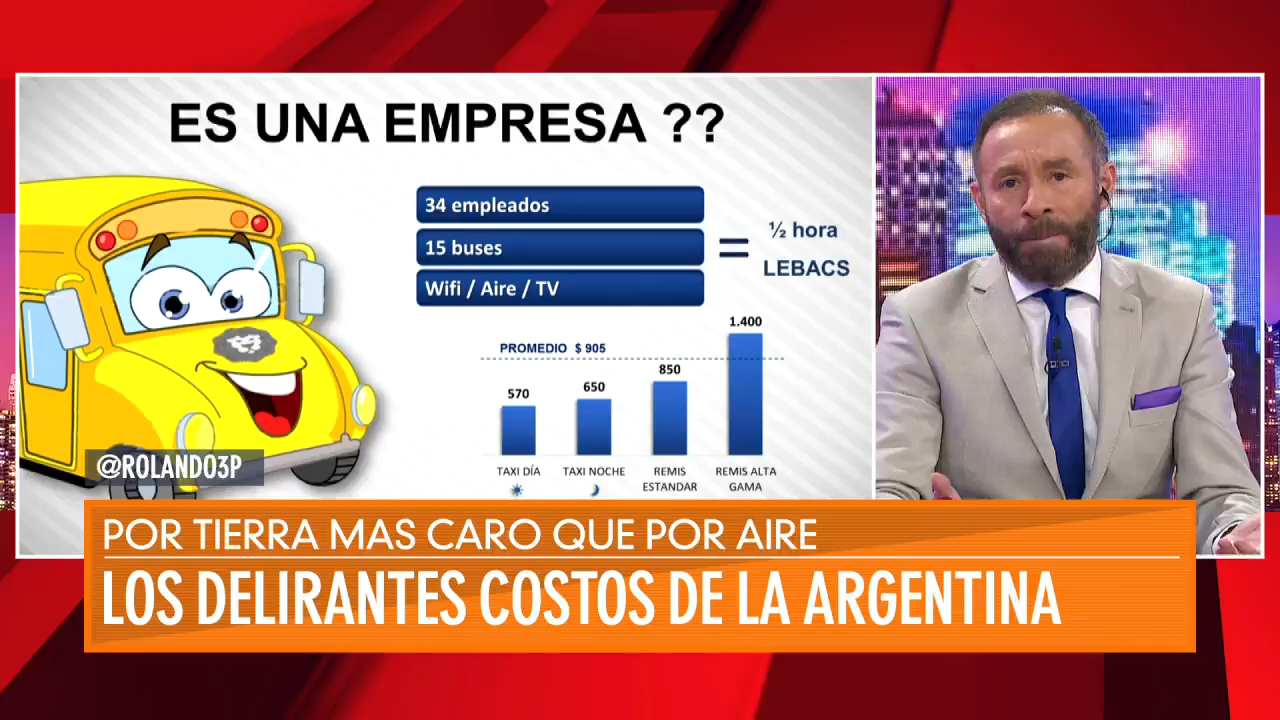 ES UNA EMPRESA ??
34 empleados
15 buses
Wifi / Aire / TV
=
½ hora
LEBACS
PROMEDIO $ 905
570
650
850
1.400
TAXI DÍA
TAXI NOCHE
REMIS
ESTANDAR
REMIS ALTA
GAMA
@ROLANDO3P
POR TIERRA MAS CARO QUE POR AIRE
LOS DELIRANTES COSTOS DE LA ARGENTINA